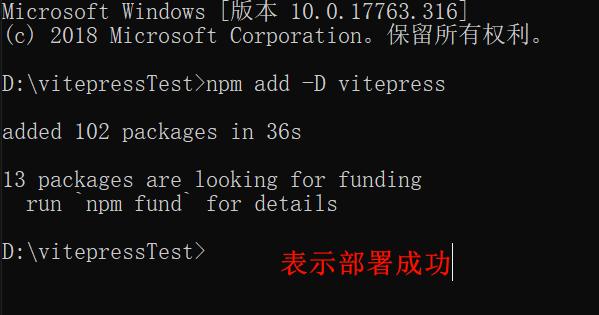 Microsoft Windows [版本 10.0.17763.316]
(c) 2018 Microsoft Corporation。保留所有权利。
D:\vitepressTest>npm add -D vitepress
added 102 packages in 36s
13 packages are looking for funding
  run `npm fund` for details
D:\vitepressTest>
表示部署成功